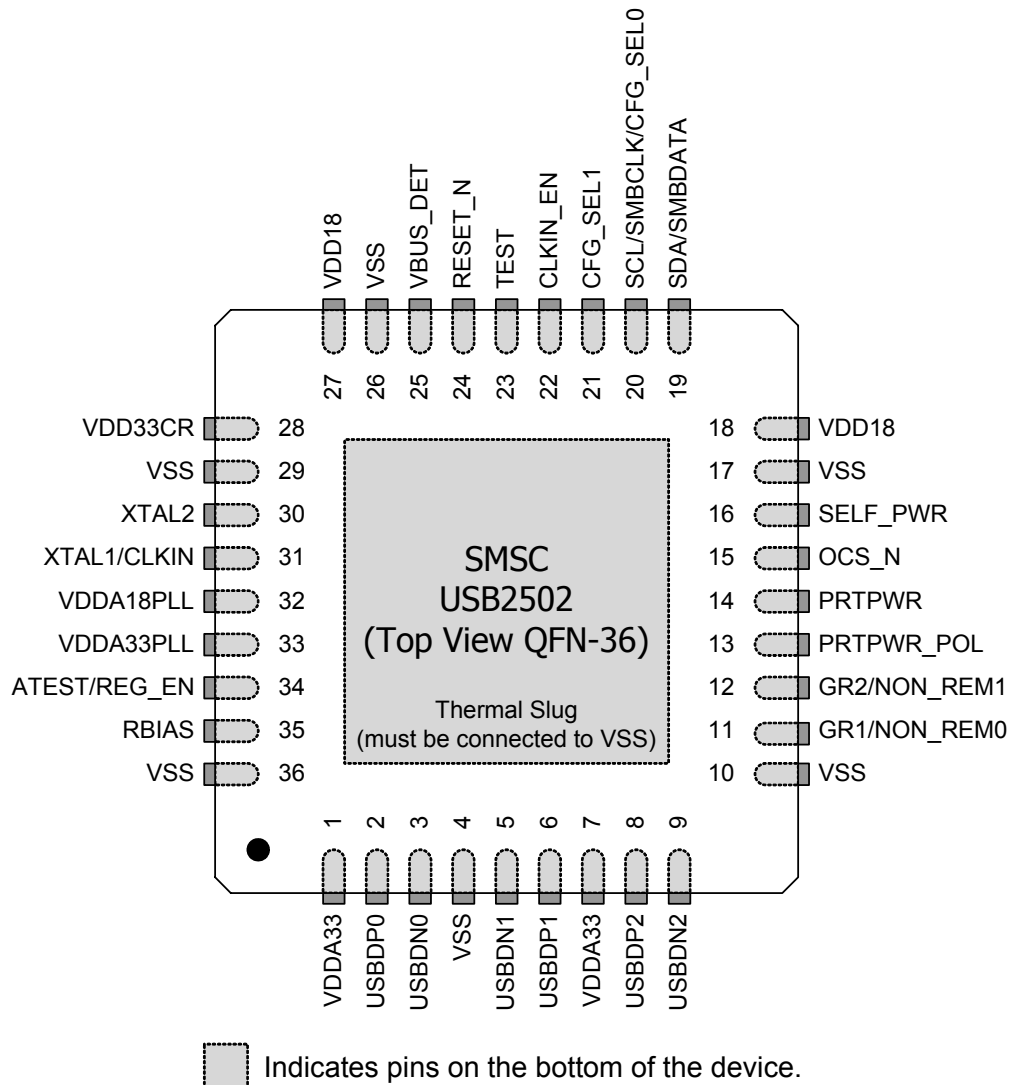 VDD18
VSS
VBUS_DET
RESET_N
TEST
CLKIN_EN
CFG_SEL1
SCL/SMBCLK/CFG_SEL0
SDA/SMBDATA
27
26
25
24
23
22
21
20
19
VDD33CR 28
VSS 29
XTAL2 30
XTAL1/CLKIN 31
VDDA18PLL 32
VDDA33PLL 33
ATEST/REG_EN 34
RBIAS 35
VSS 36
SMSC
USB2502
(Top View QFN-36)
Thermal Slug
(must be connected to VSS)
18 VDD18
17 VSS
16 SELF_PWR
15 OCS_N
14 PRTPWR
13 PRTPWR_POL
12 GR2/NON_REM1
11 GR1/NON_REM0
10 VSS
1
2
3
4
5
6
7
8
9
VDDA33
USBDP0
USBDN0
VSS
USBDN1
USBDP1
VDDA33
USBDP2
USBDN2
Indicates pins on the bottom of the device.